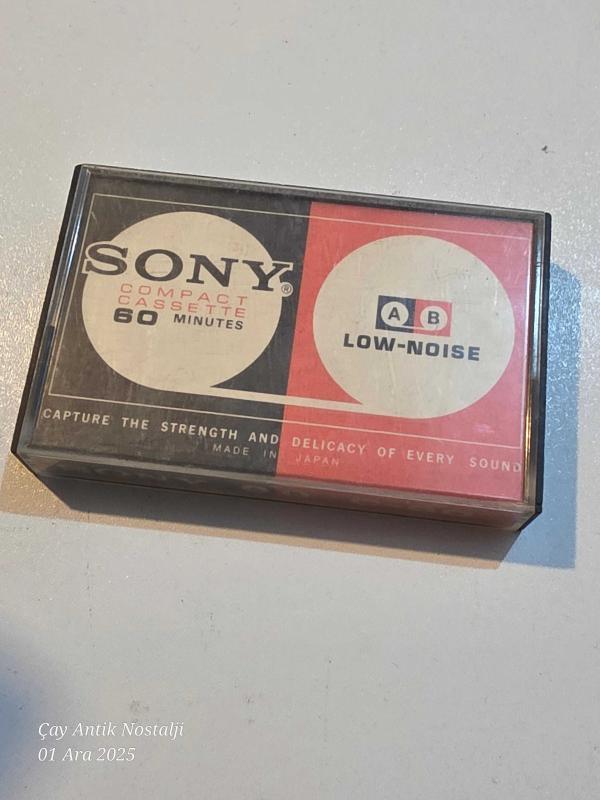 SONY®
COMPACT
CASSETTE
60 MINUTES
A B
LOW-NOISE
CAPTURE THE STRENGTH AND DELICACY OF EVERY SOUND
MADE IN JAPAN
Çay Antik Nostalji
01 Ara 2025